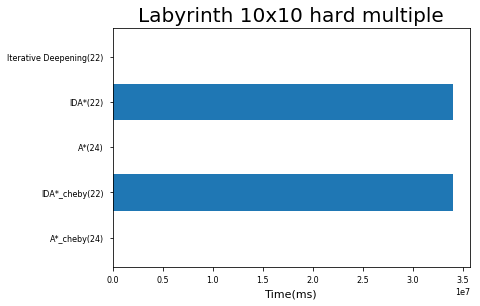 Labyrinth 10x10 hard multiple
Iterative Deepening(22)
IDA*(22)
A*(24)
IDA*_cheby(22)
A*_cheby(24)
0.0 0.5 1.0 1.5 2.0 2.5 3.0 3.5
1e7
Time(ms)